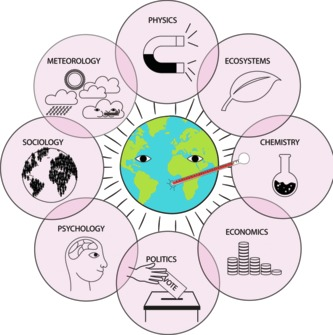 PHYSICS
METEOROLOGY
ECOSYSTEMS
SOCIOLOGY
CHEMISTRY
PSYCHOLOGY
ECONOMICS
POLITICS
VOTE